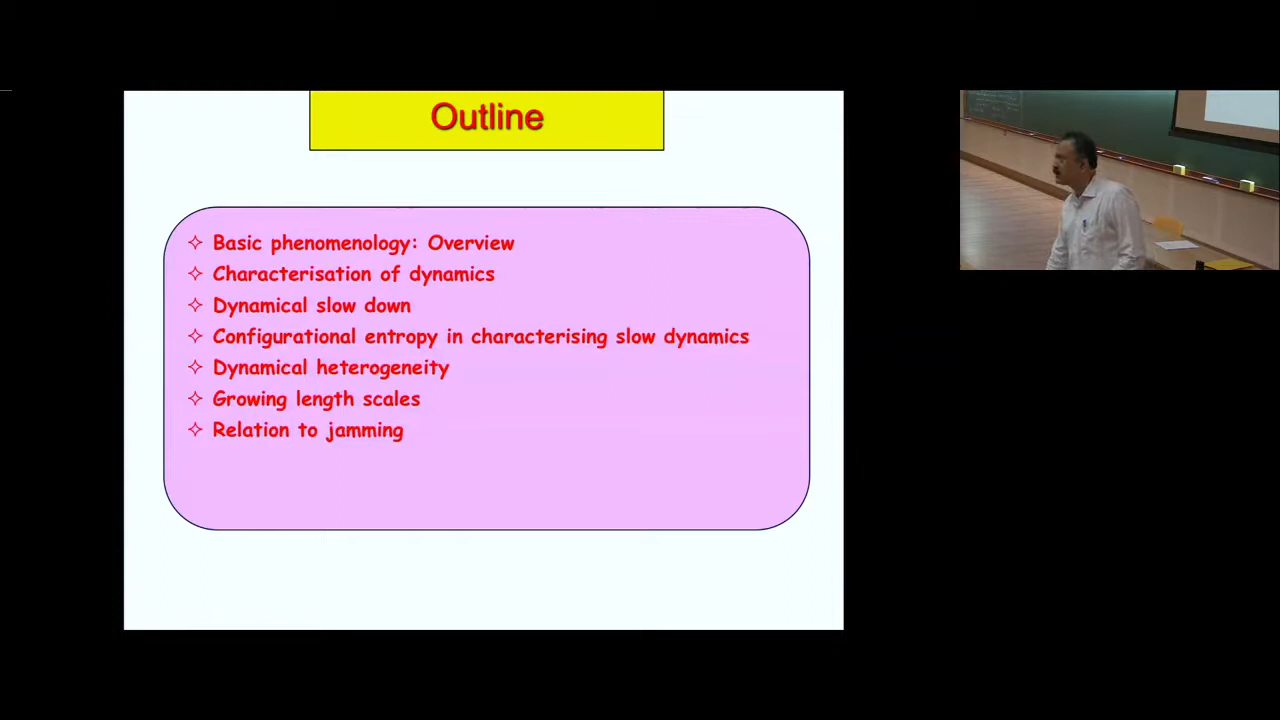 Outline
✧ Basic phenomenology: Overview
✧ Characterisation of dynamics
✧ Dynamical slow down
✧ Configurational entropy in characterising slow dynamics
✧ Dynamical heterogeneity
✧ Growing length scales
✧ Relation to jamming